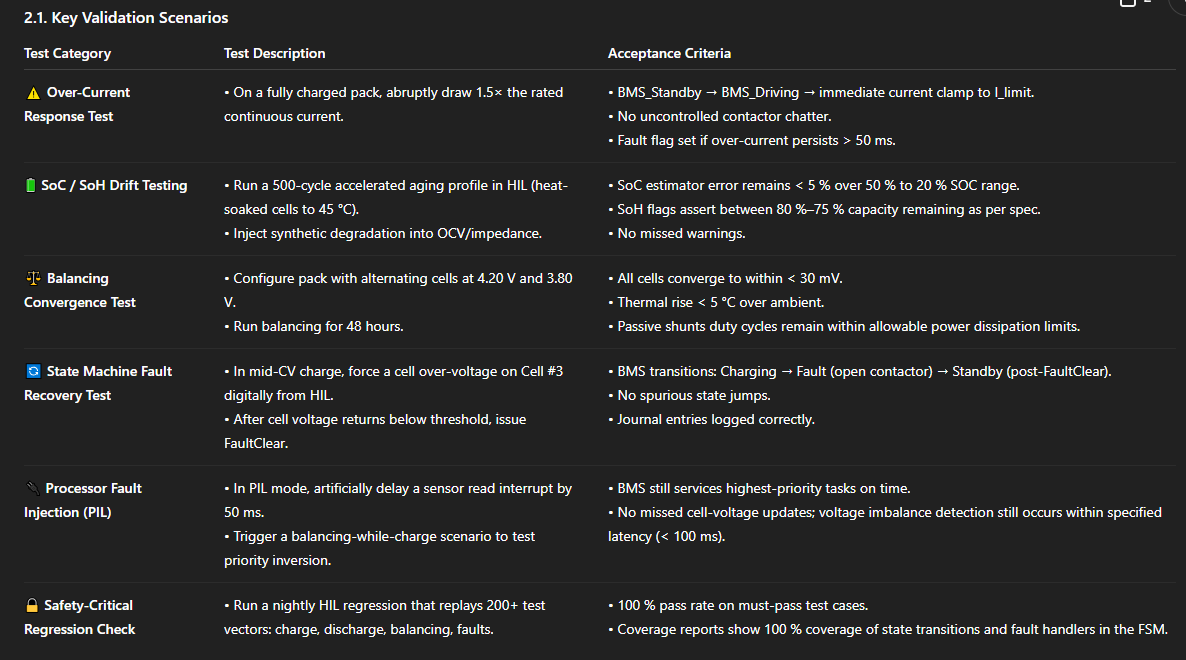 2.1. Key Validation Scenarios
Test Category Test Description Acceptance Criteria
⚠️ Over-Current
Response Test
• On a fully charged pack, abruptly draw 1.5× the rated
continuous current.
• BMS_Standby → BMS_Driving → immediate current clamp to I_limit.
• No uncontrolled contactor chatter.
• Fault flag set if over-current persists > 50 ms.
🔋 SoC / SoH Drift Testing
• Run a 500-cycle accelerated aging profile in HIL (heat-
soaked cells to 45 °C).
• Inject synthetic degradation into OCV/impedance.
• SoC estimator error remains < 5 % over 50 % to 20 % SOC range.
• SoH flags assert between 80 %–75 % capacity remaining as per spec.
• No missed warnings.
⚖️ Balancing
Convergence Test
• Configure pack with alternating cells at 4.20 V and 3.80
V.
• Run balancing for 48 hours.
• All cells converge to within < 30 mV.
• Thermal rise < 5 °C over ambient.
• Passive shunts duty cycles remain within allowable power dissipation limits.
🔄 State Machine Fault
Recovery Test
• In mid-CV charge, force a cell over-voltage on Cell #3
digitally from HIL.
• After cell voltage returns below threshold, issue
FaultClear.
• BMS transitions: Charging → Fault (open contactor) → Standby (post-FaultClear).
• No spurious state jumps.
• Journal entries logged correctly.
🔌 Processor Fault
Injection (PIL)
• In PIL mode, artificially delay a sensor read interrupt by
50 ms.
• Trigger a balancing-while-charge scenario to test
priority inversion.
• BMS still services highest-priority tasks on time.
• No missed cell-voltage updates; voltage imbalance detection still occurs within specified
latency (< 100 ms).
🔒 Safety-Critical
Regression Check
• Run a nightly HIL regression that replays 200+ test
vectors: charge, discharge, balancing, faults.
• 100 % pass rate on must-pass test cases.
• Coverage reports show 100 % coverage of state transitions and fault handlers in the FSM.